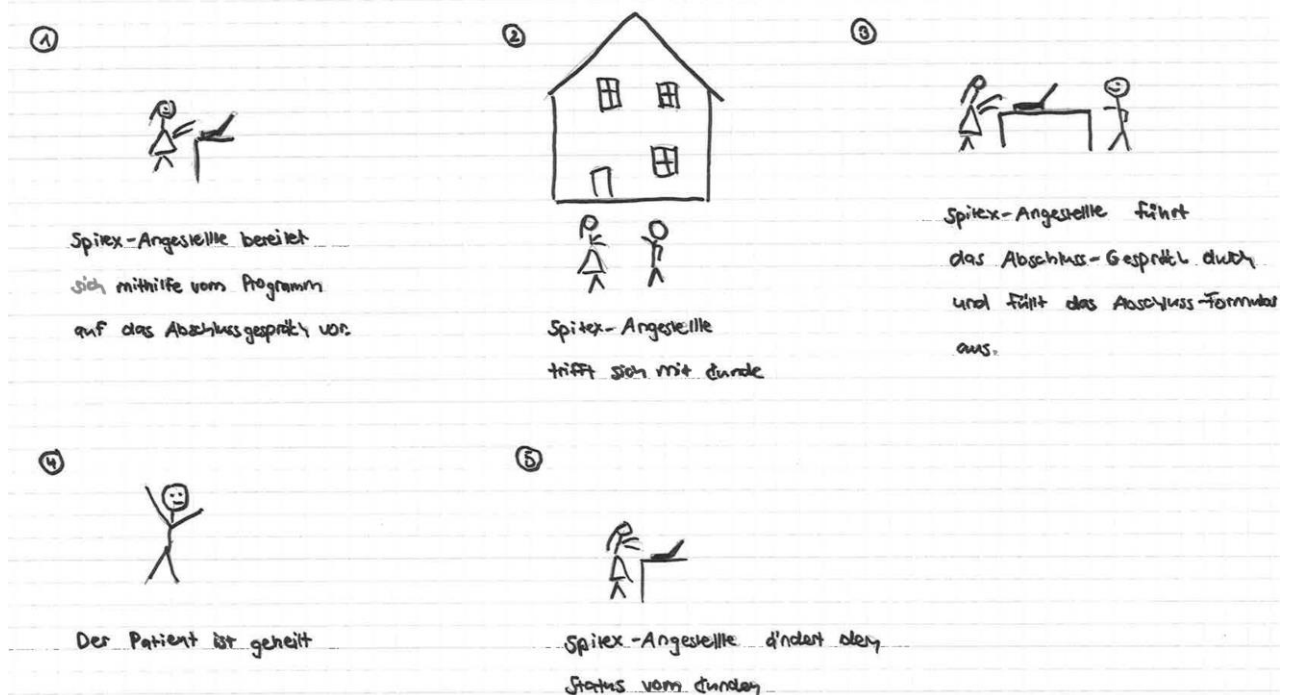 1
Spitex-Angestellte bereitet
sich mithilfe vom Programm
auf das Abschlussgespräch vor.
2
Spitex-Angestellte
trifft sich mit Kunde
3
Spitex-Angestelle führt
das Abschluss-Gespräch durch
und füllt das Abschluss-Formular
aus.
4
Der Patient ist geheilt
5
Spitex-Angestellte ändert den
Status vom Kunden